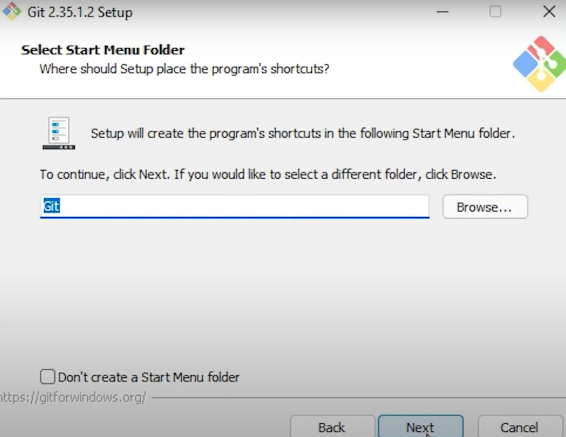 Git 2.35.1.2 Setup
Select Start Menu Folder
Where should Setup place the program's shortcuts?
Setup will create the program's shortcuts in the following Start Menu folder.
To continue, click Next. If you would like to select a different folder, click Browse.
Git
Browse...
Don't create a Start Menu folder
https://gitforwindows.org/
Back
Next
Cancel